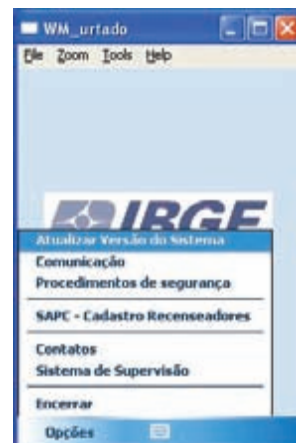 WM_urtado
File Zoom Tools Help
IBGE
Atualizar Versão do Sistema
Comunicação
Procedimentos de segurança
SAPC - Cadastro Recenseadores
Contatos
Sistema de Supervisão
Encerrar
Opções